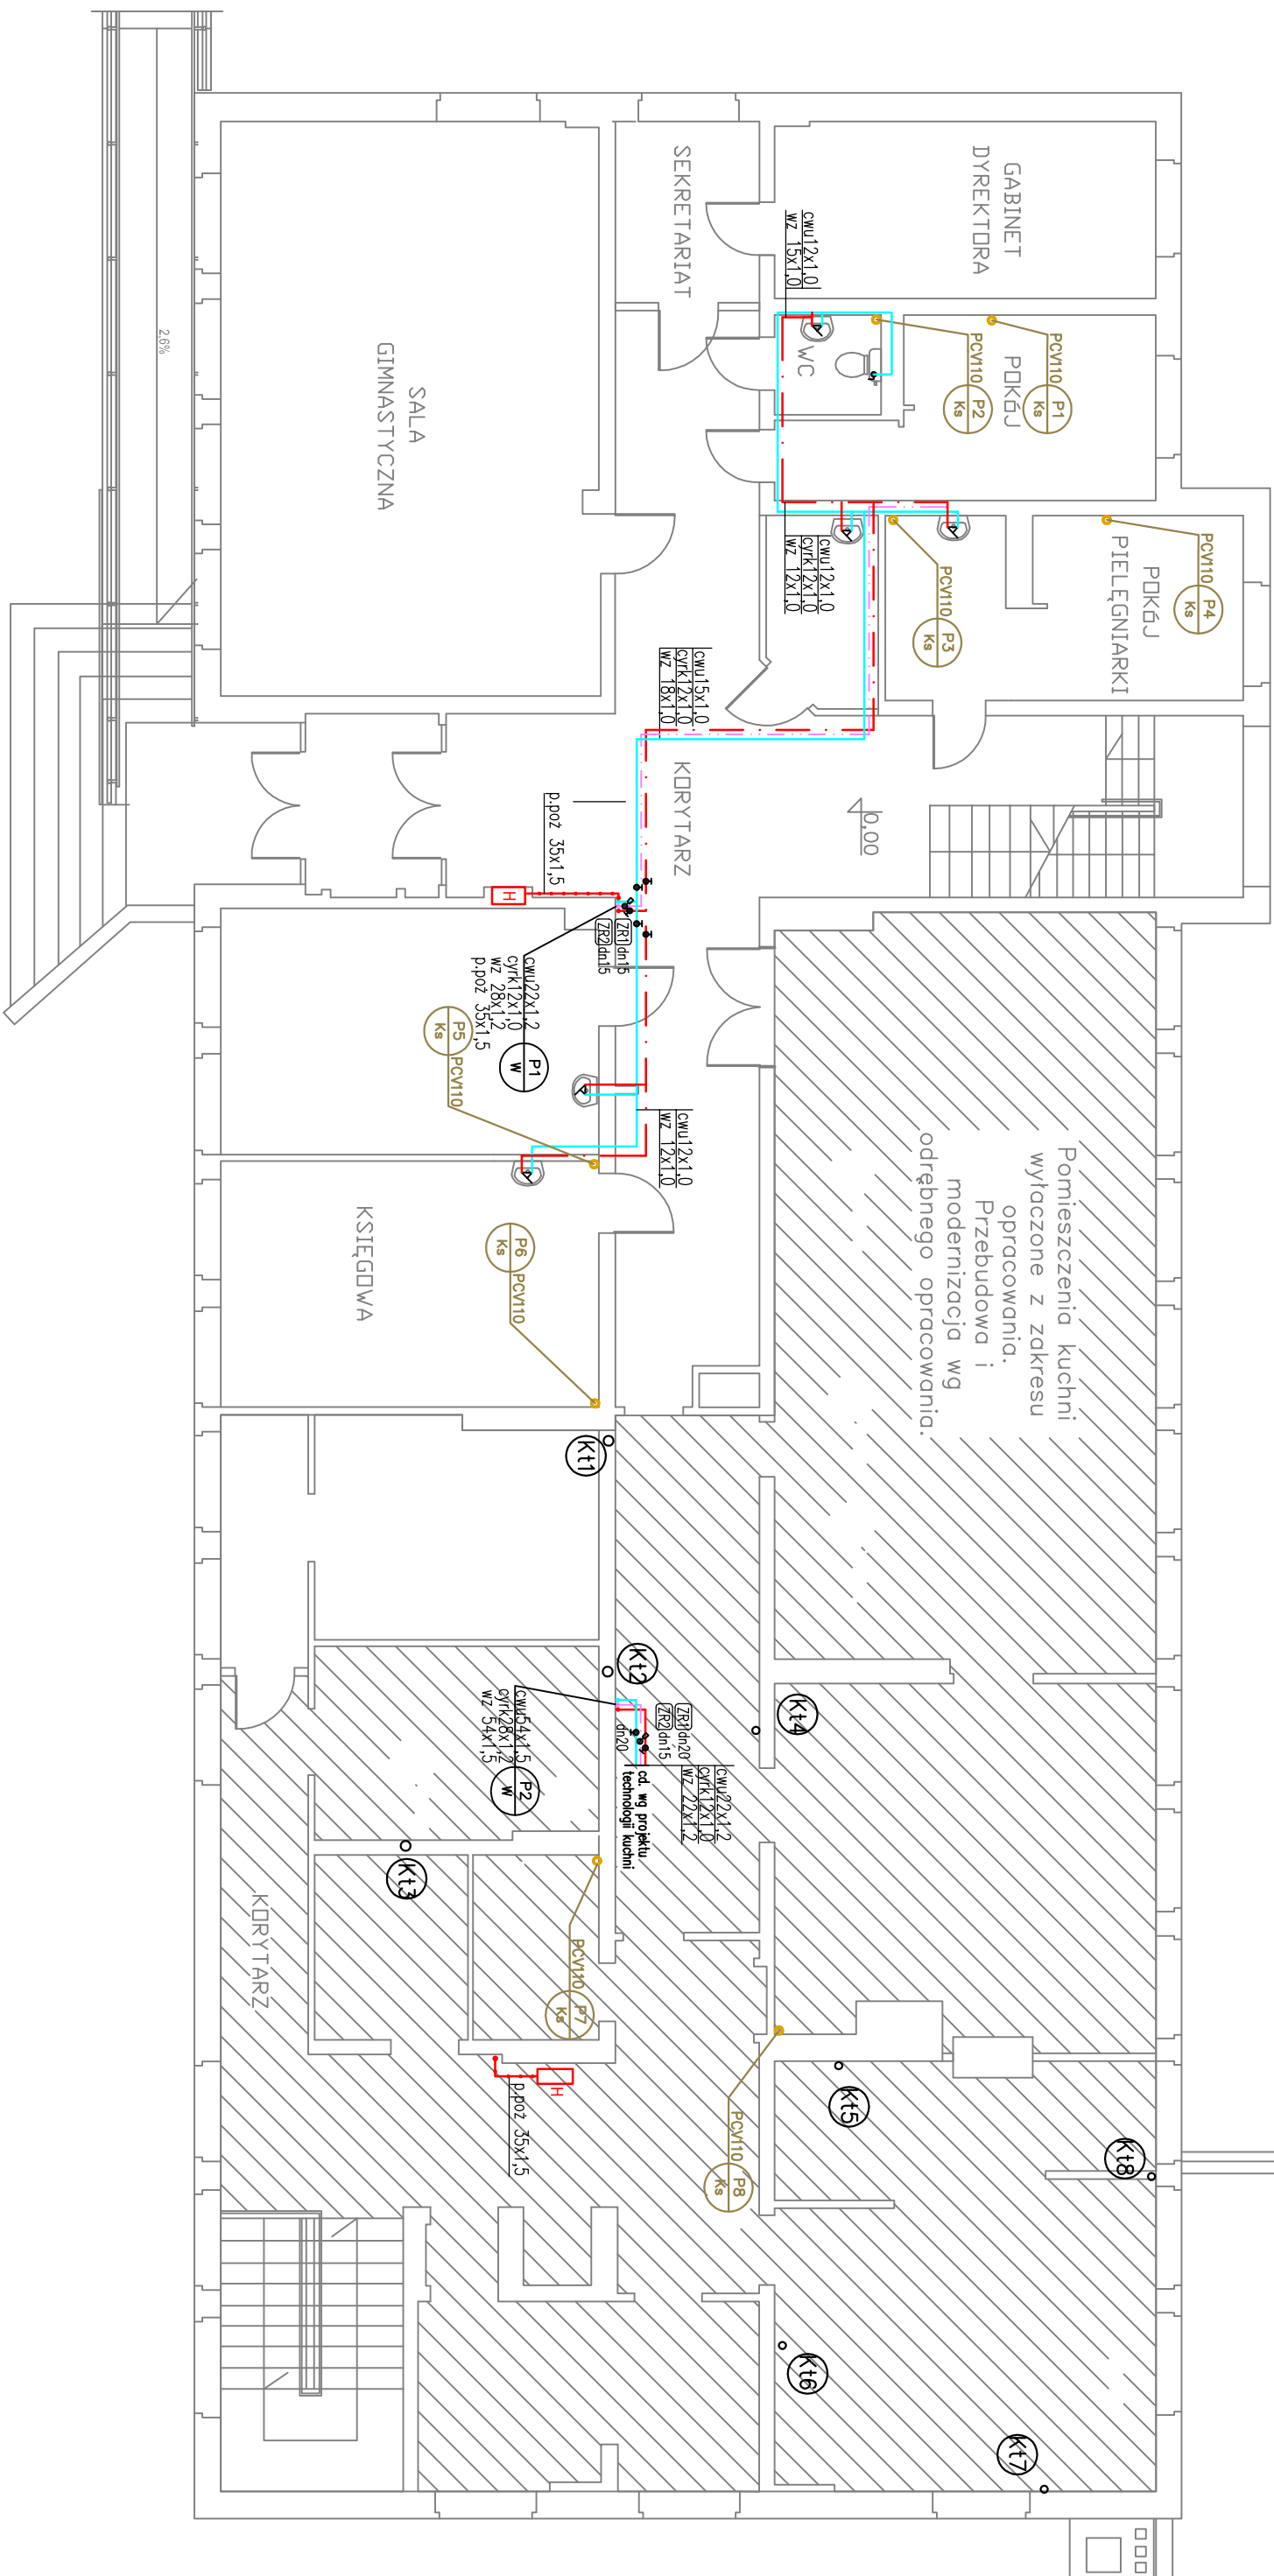 GABINET
DYREKTORA
SEKRETARIAT
SALA
GIMNASTYCZNA
2,6%
cwu12x1,0
wz 15x1,0
WC
POKÓJ
PCV110 P1
Ks
PCV110 P2
Ks
POKÓJ
PIELĘGNIARKI
PCV110 P4
Ks
PCV110 P3
Ks
cwu12x1,0
cyrk12x1,0
wz 12x1,0
cwu15x1,0
cyrk12x1,0
wz 18x1,0
KORYTARZ
0,00
p.poż 35x1,5
H
ZR1 dn15
ZR2 dn15
cwu22x1,2
cyrk12x1,0
wz 28x1,2
p.poż 35x1,5
P1
W
P5 PCV110
Ks
cwu12x1,0
wz 12x1,0
KSIĘGOWA
P6 PCV110
Ks
Pomieszczenia kuchni
wyłaczone z zakresu
opracowania.
Przebudowa i
modernizacja wg
odrębnego opracowania.
Kt1
Kt2
Kt4
ZR1 dn20
ZR2 dn15
dn20
cwu22x1,2
cyrk12x1,0
wz 22x1,2
cd. wg projektu
technologii kuchni
cwu54x1,5
cyrk28x1,2
wz 54x1,5
P2
W
Kt3
KORYTARZ
PCV110 P7
Ks
H
p.poż 35x1,5
PCV110 P8
Ks
Kt5
Kt8
Kt6
Kt7